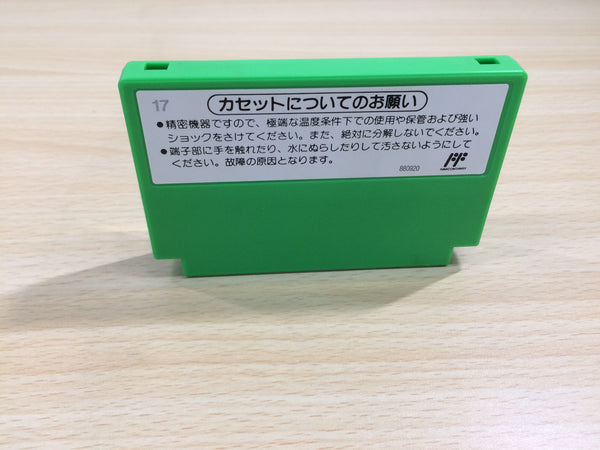 17
カセットについてのお願い
●精密機器ですので、極端な温度条件下での使用や保管および強い
ショックをさけてください。また、絶対に分解しないでください。
●端子部に手を触れたり、水にぬらしたりして汚さないようにして
ください。故障の原因となります。
880920